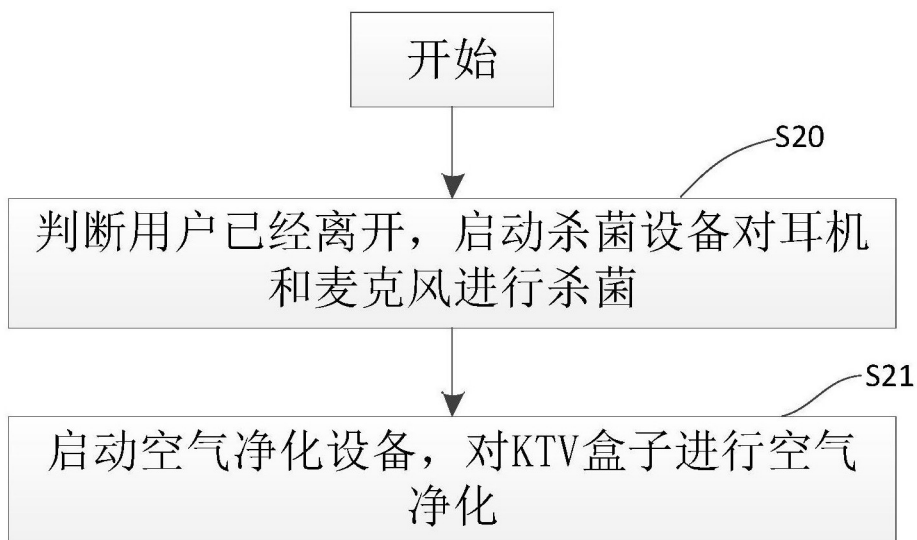 开始
S20
判断用户已经离开，启动杀菌设备对耳机
和麦克风进行杀菌
S21
启动空气净化设备，对KTV盒子进行空气
净化